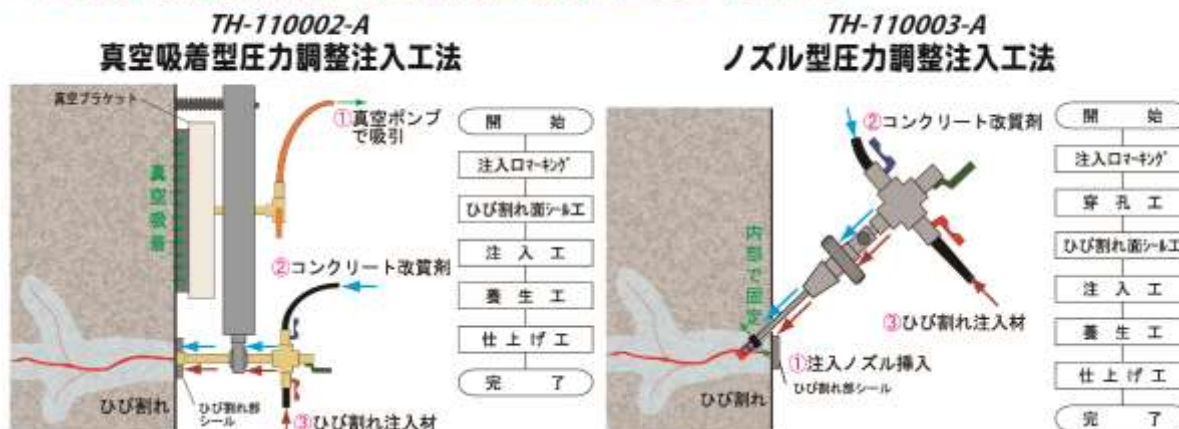 TH-110002-A
真空吸着型圧力調整注入工法
真空ブラケット
真空吸着
①真空ポンプ
で吸引
②コンクリート改質剤
ひび割れ
ひび割れ部
シール
③ひび割れ注入材
開 始
注入口マーキング
ひび割れ面シール工
注 入 工
養 生 工
仕 上 げ 工
完 了
TH-110003-A
ノズル型圧力調整注入工法
②コンクリート改質剤
内部で固定
③ひび割れ注入材
①注入ノズル挿入
ひび割れ部シール
ひび割れ
開 始
注入口マーキング
穿 孔 工
ひび割れ面シール工
注 入 工
養 生 工
仕 上 げ 工
完 了